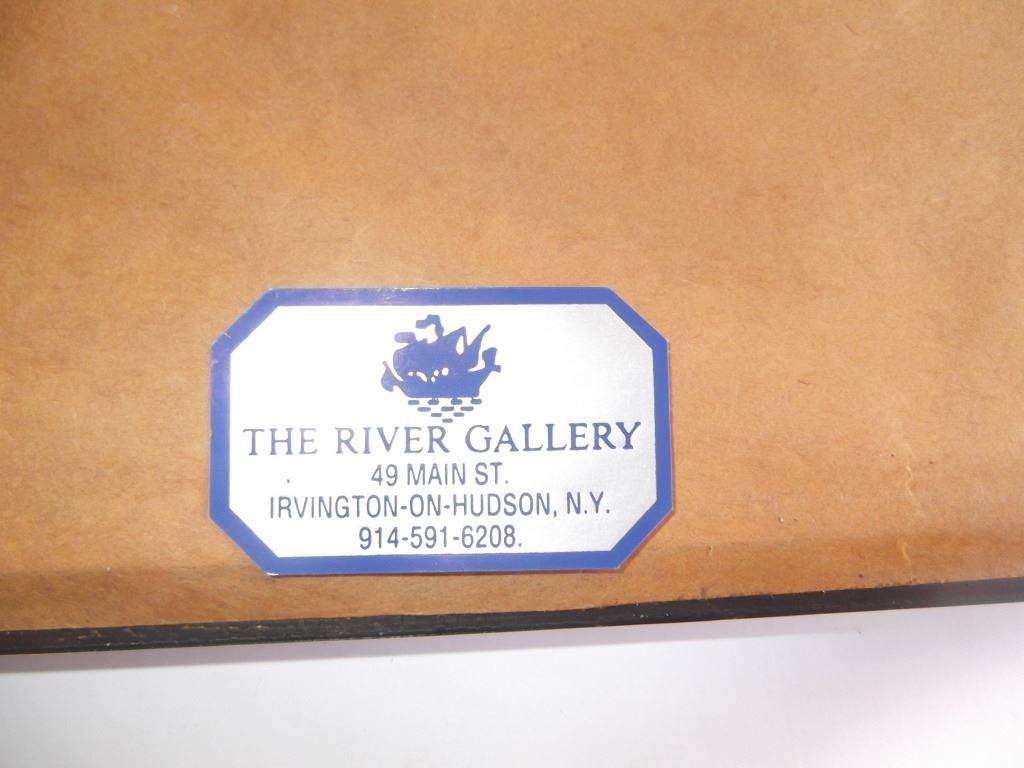 THE RIVER GALLERY
49 MAIN ST.
IRVINGTON-ON-HUDSON, N.Y.
914-591-6208.